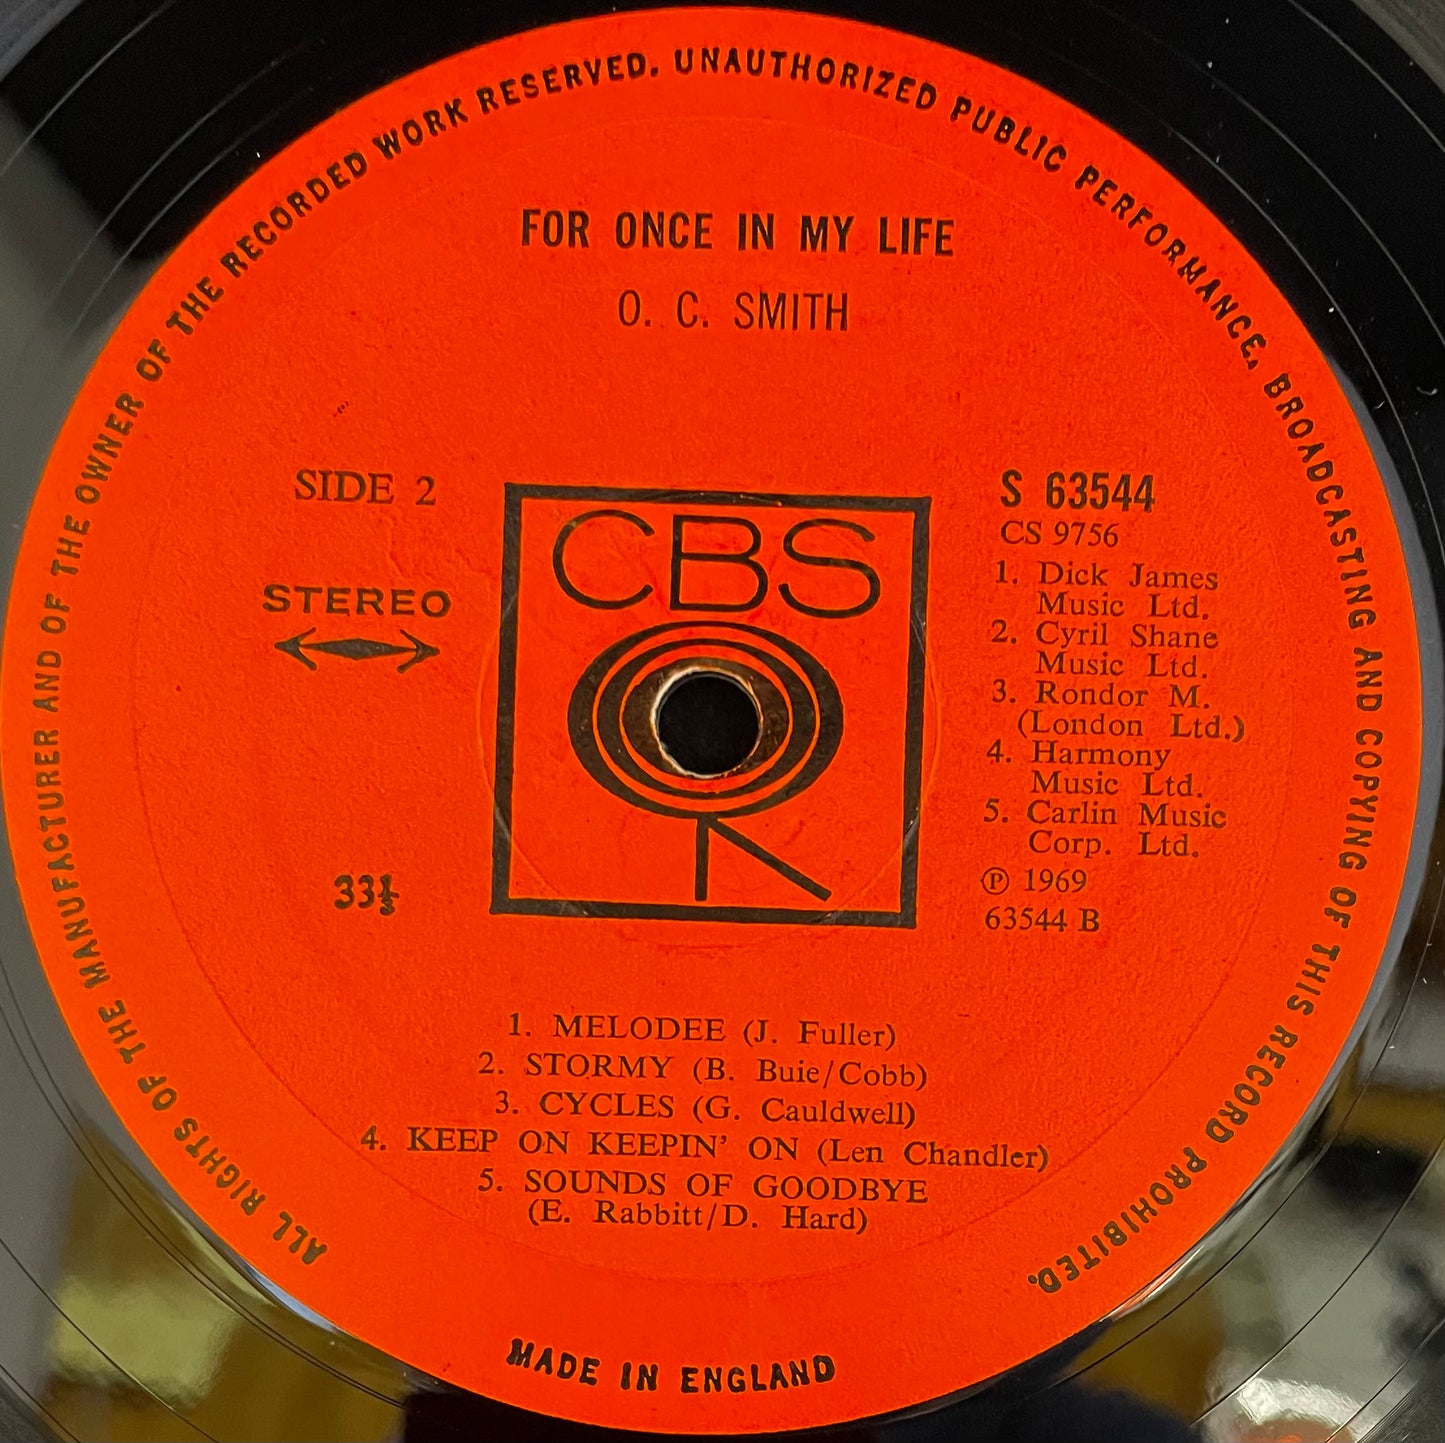 ALL RIGHTS OF THE MANUFACTURER AND OF THE OWNER OF THE RECORDED WORK RESERVED. UNAUTHORIZED PUBLIC PERFORMANCE, BROADCASTING AND COPYING OF THIS RECORD PROHIBITED.
FOR ONCE IN MY LIFE
O. C. SMITH
SIDE 2
STEREO
33⅓
CBS
S 63544
CS 9756
1. Dick James
Music Ltd.
2. Cyril Shane
Music Ltd.
3. Rondor M.
(London Ltd.)
4. Harmony
Music Ltd.
5. Carlin Music
Corp. Ltd.
℗ 1969
63544 B
1. MELODEE (J. Fuller)
2. STORMY (B. Buie/Cobb)
3. CYCLES (G. Cauldwell)
4. KEEP ON KEEPIN' ON (Len Chandler)
5. SOUNDS OF GOODBYE
(E. Rabbitt/D. Hard)
MADE IN ENGLAND